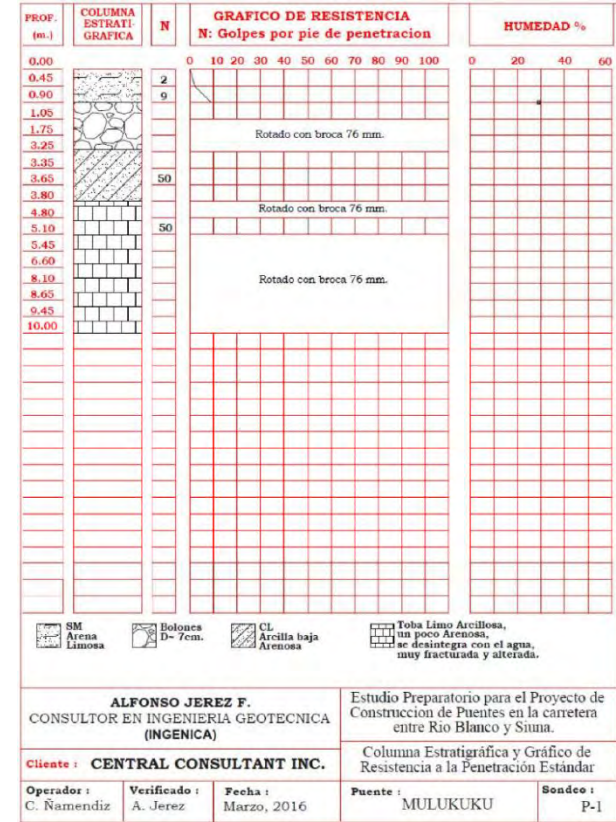 PROF. (m.)
COLUMNA ESTRATI- GRAFICA
N
GRAFICO DE RESISTENCIA
N: Golpes por pie de penetracion
HUMEDAD %
0 10 20 30 40 50 60 70 80 90 100
0 20 40 60
0.00
0.45 2
0.90 9
1.05
1.75 Rotado con broca 76 mm.
3.25
3.35
3.65 50
3.80
4.80 Rotado con broca 76 mm.
5.10 50
5.45
6.60
8.10 Rotado con broca 76 mm.
8.65
9.45
10.00
SM
Arena
Limosa
Bolones
D~ 7cm.
CL
Arcilla baja
Arenosa
Toba Limo Arcillosa,
un poco Arenosa,
se desintegra con el agua,
muy fracturada y alterada.
ALFONSO JEREZ F.
CONSULTOR EN INGENIERIA GEOTECNICA
(INGENICA)
Estudio Preparatorio para el Proyecto de
Construccion de Puentes en la carretera
entre Rio Blanco y Siuna.
Cliente : CENTRAL CONSULTANT INC.
Columna Estratigráfica y Gráfico de
Resistencia a la Penetración Estándar
Operador :
C. Ñamendiz
Verificado :
A. Jerez
Fecha :
Marzo, 2016
Puente :
MULUKUKU
Sondeo :
P-1